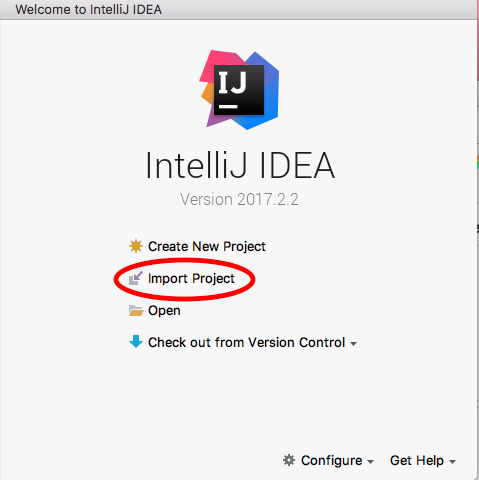 Welcome to IntelliJ IDEA
IJ
IntelliJ IDEA
Version 2017.2.2
Create New Project
Import Project
Open
Check out from Version Control
Configure
Get Help